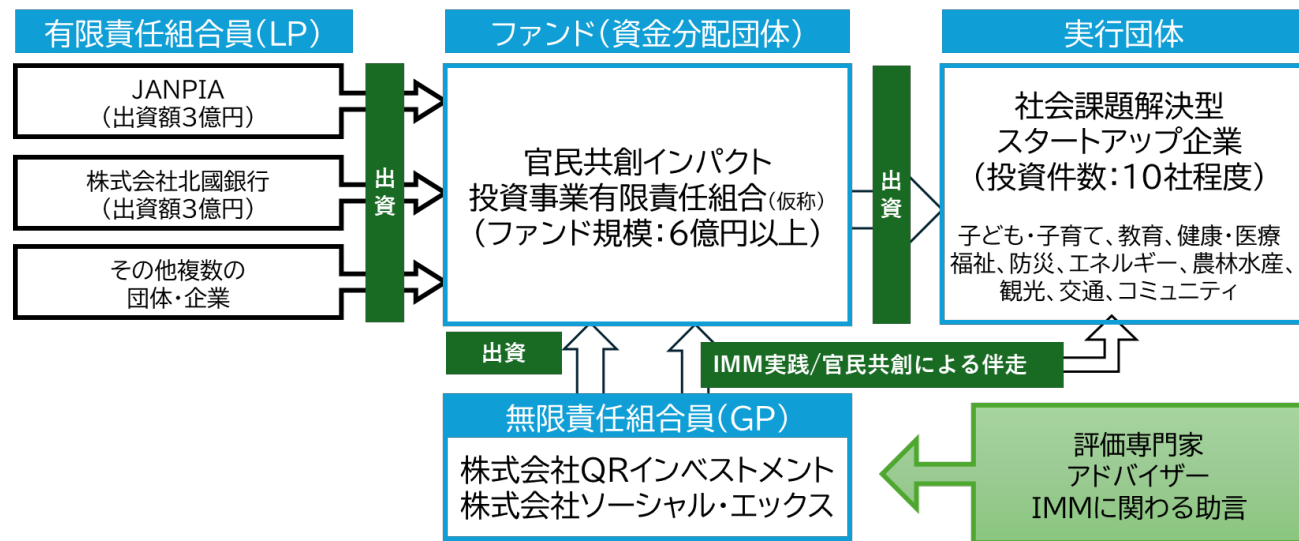 有限責任組合員(LP)
JANPIA
(出資額3億円)
株式会社北國銀行
(出資額3億円)
その他複数の
団体・企業
出資
ファンド(資金分配団体)
官民共創インパクト
投資事業有限責任組合(仮称)
(ファンド規模:6億円以上)
出資
実行団体
社会課題解決型
スタートアップ企業
(投資件数:10社程度)
子ども・子育て、教育、健康・医療
福祉、防災、エネルギー、農林水産、
観光、交通、コミュニティ
出資
IMM実践/官民共創による伴走
無限責任組合員(GP)
株式会社QRインベストメント
株式会社ソーシャル・エックス
評価専門家
アドバイザー
IMMに関わる助言